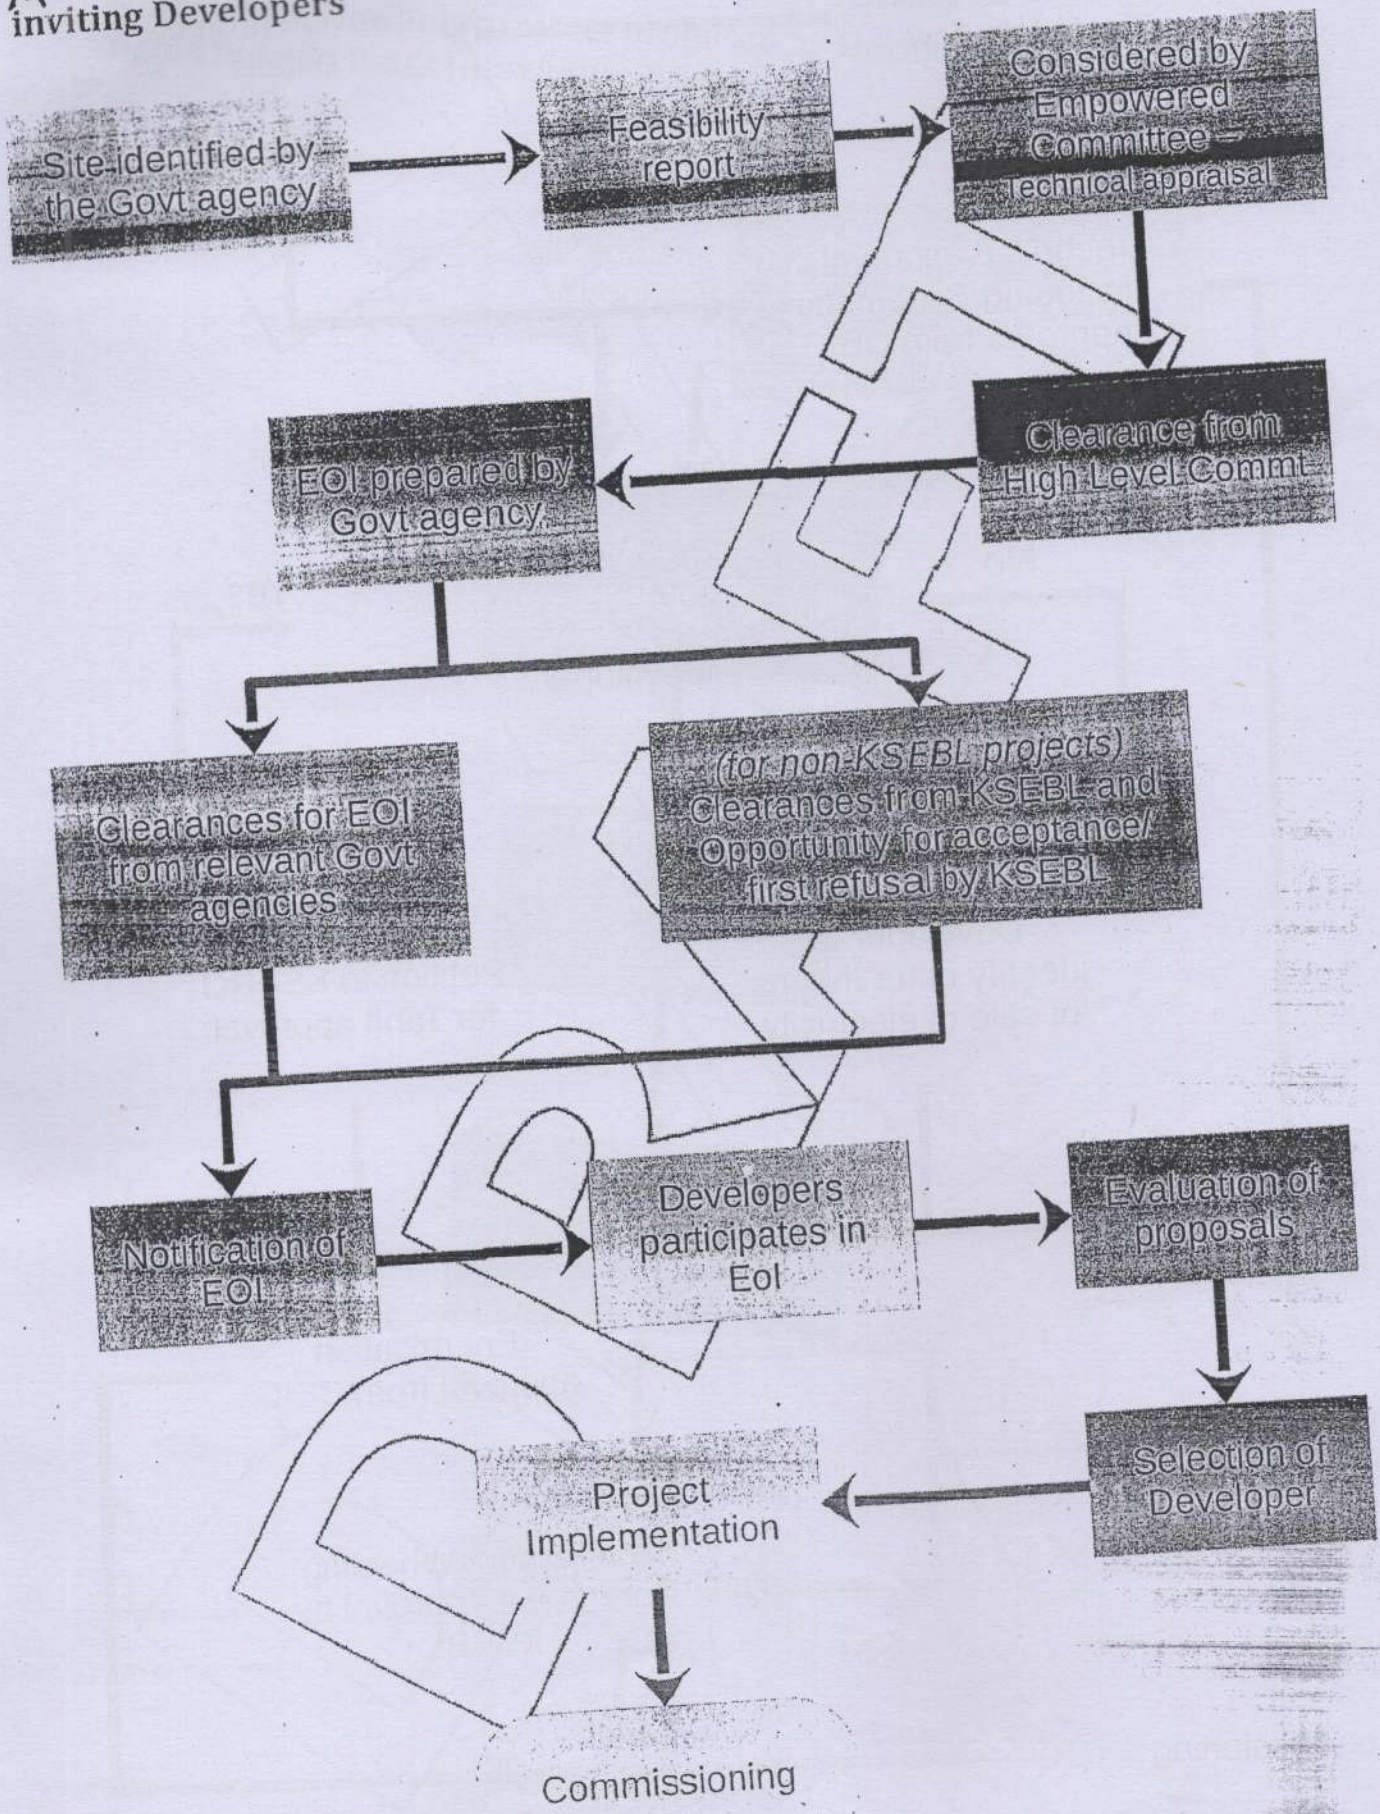 inviting Developers
Site identified by
the Govt agency
Feasibility
report
Considered by
Empowered
Committee –
Technical appraisal
Clearance from
High Level Commt
EOI prepared by
Govt agency
Clearances for EOI
from relevant Govt
agencies
(for non-KSEBL projects)
Clearances from KSEBL and
Opportunity for acceptance/
first refusal by KSEBL
Notification of
EOI
Developers
participates in
EoI
Evaluation of
proposals
Selection of
Developer
Project
Implementation
Commissioning
DRAFT